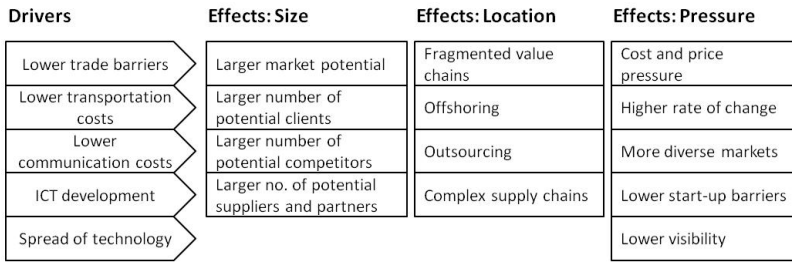 Drivers
Effects: Size
Effects: Location
Effects: Pressure
Lower trade barriers
Larger market potential
Fragmented value
chains
Cost and price
pressure
Lower transportation
costs
Larger number of
potential clients
Offshoring
Higher rate of change
Lower
communication costs
Larger number of
potential competitors
Outsourcing
More diverse markets
ICT development
Larger no. of potential
suppliers and partners
Complex supply chains
Lower start-up barriers
Spread of technology
Lower visibility